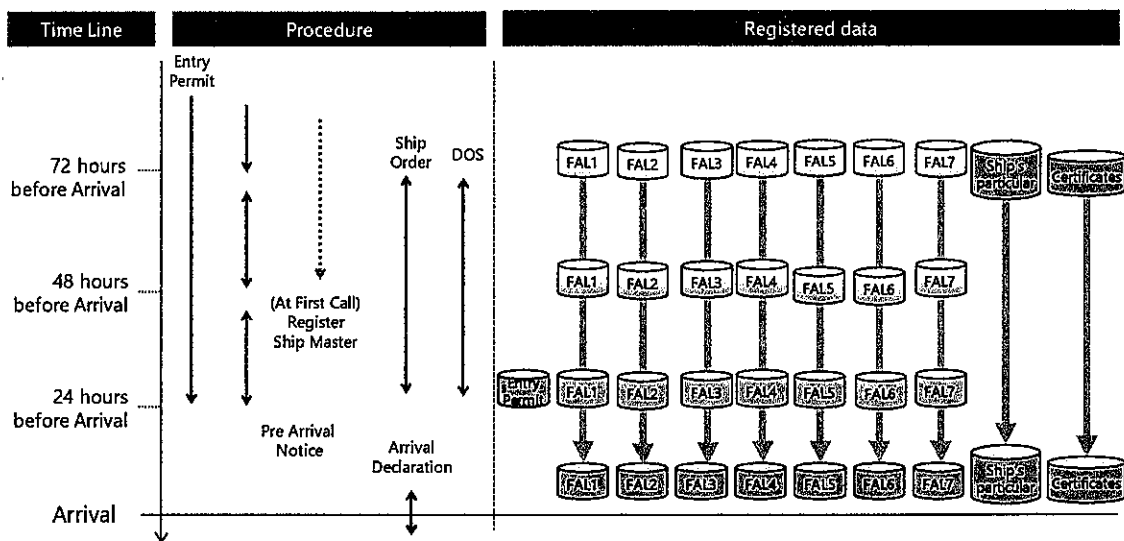 Time Line
Procedure
Registered data
Entry
Permit
Ship
Order
DOS
72 hours
before Arrival
FAL1
FAL2
FAL3
FAL4
FAL5
FAL6
FAL7
Ship's
particular
Certificates
48 hours
before Arrival
(At First Call)
Register
Ship Master
FAL1
FAL2
FAL3
FAL4
FAL5
FAL6
FAL7
24 hours
before Arrival
Entry
Permit
FAL1
FAL2
FAL3
FAL4
FAL5
FAL6
FAL7
Pre Arrival
Notice
Arrival
Declaration
FAL1
FAL2
FAL3
FAL4
FAL5
FAL6
FAL7
Ship's
particular
Certificates
Arrival